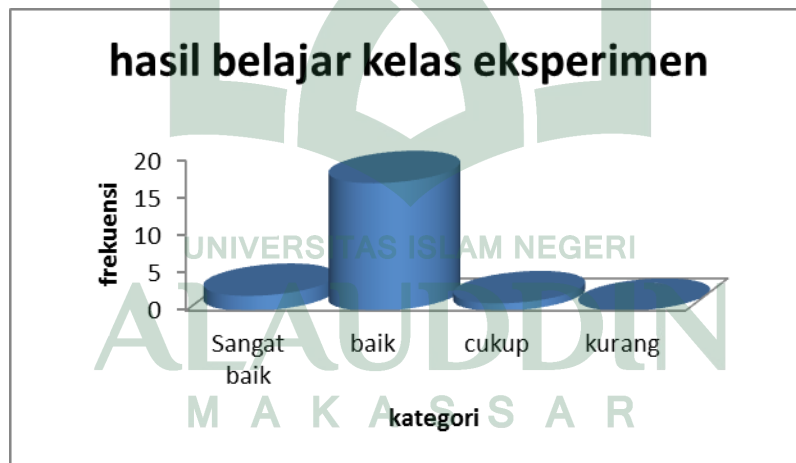 hasil belajar kelas eksperimen
frekuensi
20
15
10
5
0
Sangat
baik
baik
cukup
kurang
kategori
UNIVERSITAS ISLAM NEGERI
ALAUDDIN
MAKASSAR